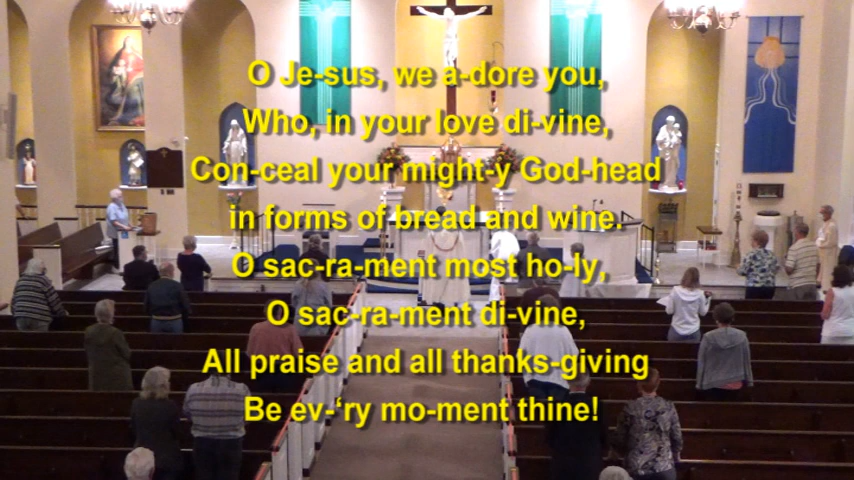 O Je-sus, we a-dore you,
Who, in your love di-vine,
Con-ceal your might-y God-head
in forms of bread and wine.
O sac-ra-ment most ho-ly,
O sac-ra-ment di-vine,
All praise and all thanks-giving
Be ev-‘ry mo-ment thine!